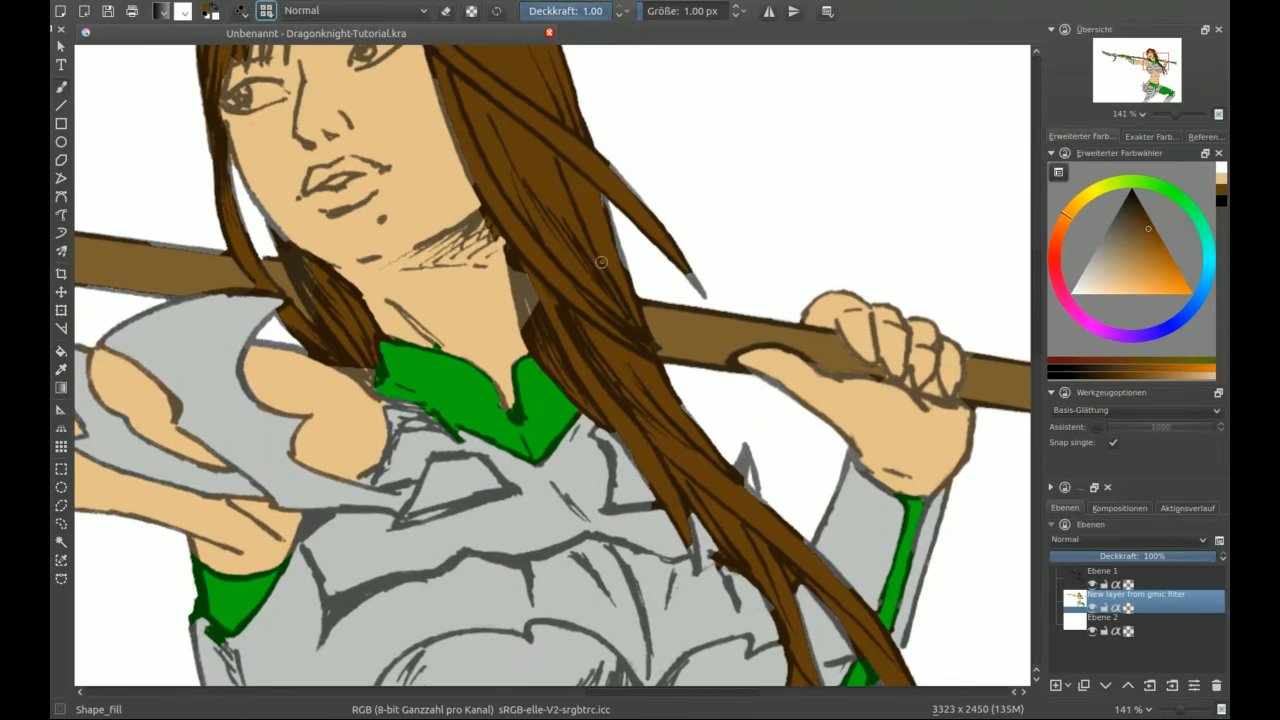 Normal
Deckkraft: 1.00
Größe: 1.00 px
Unbenannt - Dragonknight-Tutorial.kra
Übersicht
141 %
Erweiterter Farb...
Exakter Farb...
Referen...
Erweiterter Farbwähler
Werkzeugoptionen
Basis-Glättung
Assistent:
1000
Snap single:
...
Ebenen
Kompositionen
Aktionsverlauf
Ebenen
Normal
Deckkraft: 100%
Ebene 1
New layer from gmic filter
Ebene 2
Shape_fill
RGB (8-bit Ganzzahl pro Kanal) sRGB-elle-V2-srgbtrc.icc
3323 x 2450 (135M)
141 %